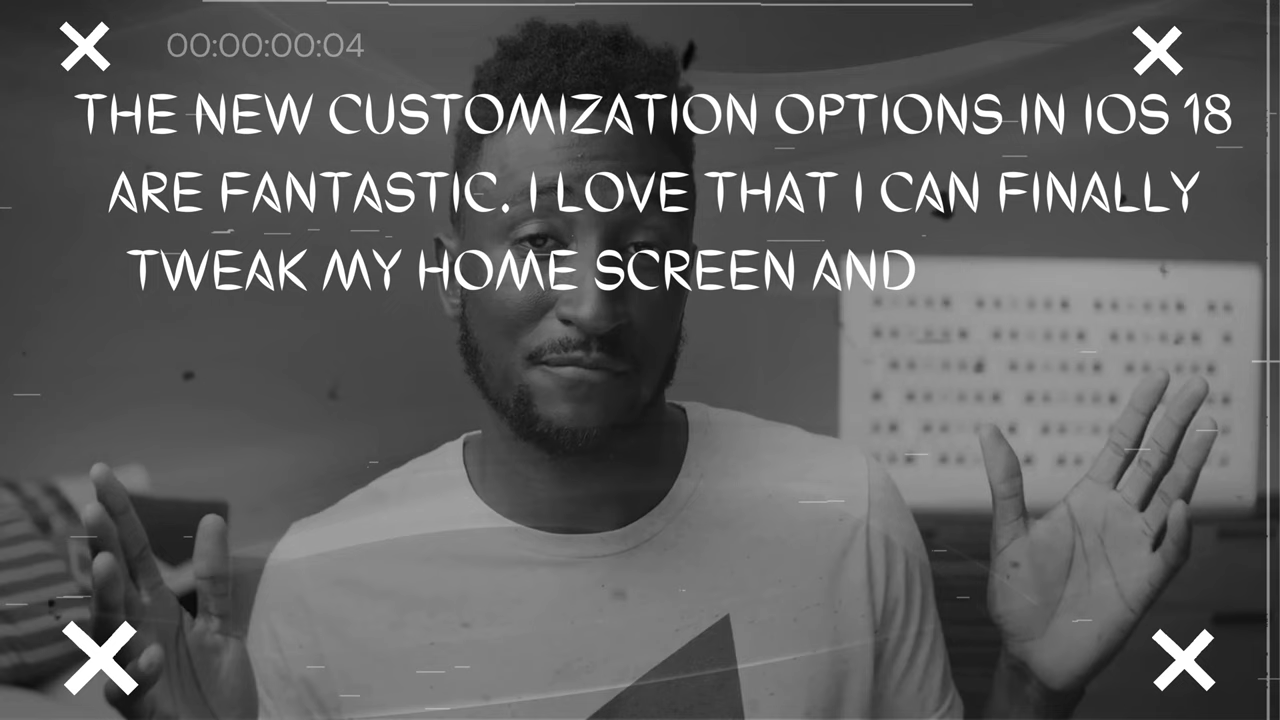 00:00:00:04
THE NEW CUSTOMIZATION OPTIONS IN IOS 18
ARE FANTASTIC. I LOVE THAT I CAN FINALLY
TWEAK MY HOME SCREEN AND